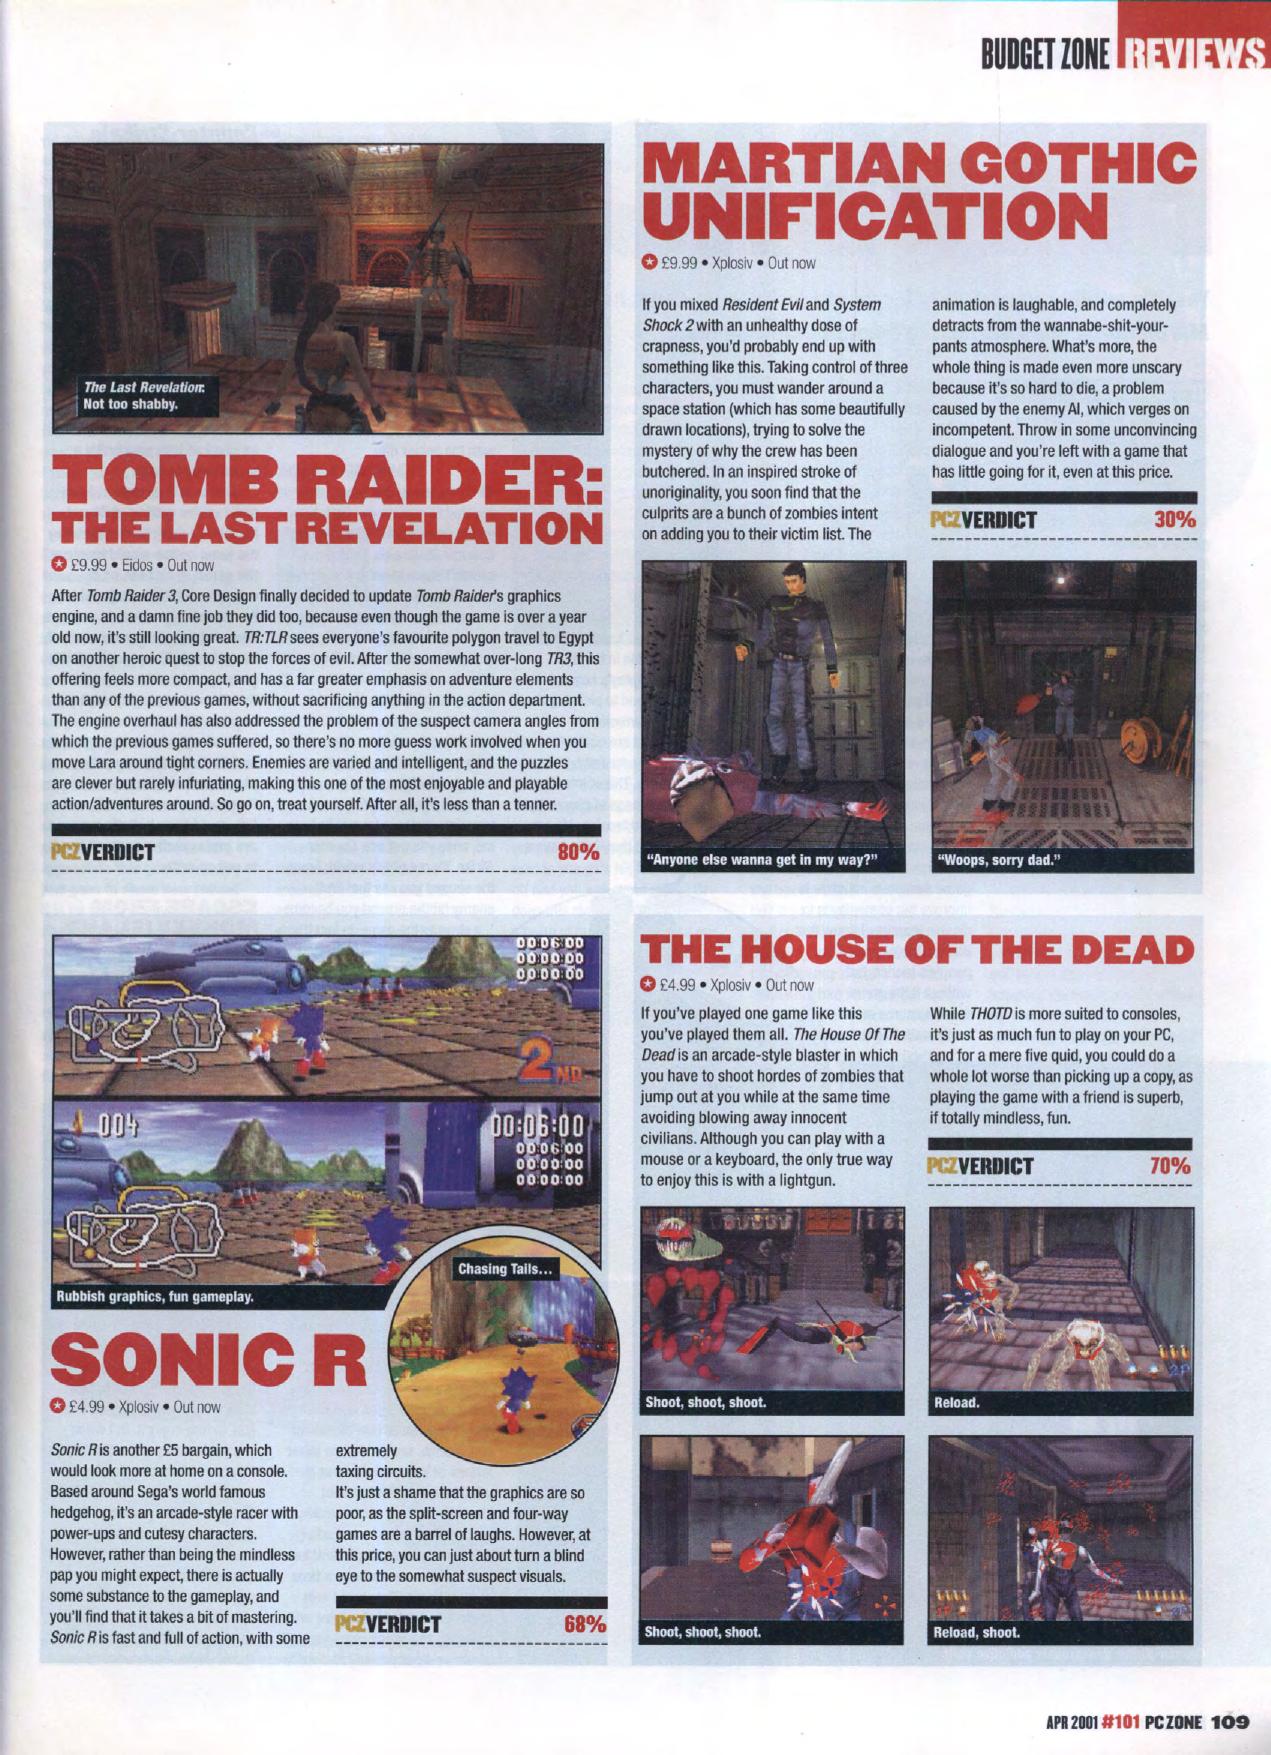 BUDGET ZONE REVIEWS
The Last Revelation:
Not too shabby.
TOMB RAIDER:
THE LAST REVELATION
£9.99 • Eidos • Out now
After Tomb Raider 3, Core Design finally decided to update Tomb Raider's graphics
engine, and a damn fine job they did too, because even though the game is over a year
old now, it's still looking great. TR:TLR sees everyone's favourite polygon travel to Egypt
on another heroic quest to stop the forces of evil. After the somewhat over-long TR3, this
offering feels more compact, and has a far greater emphasis on adventure elements
than any of the previous games, without sacrificing anything in the action department.
The engine overhaul has also addressed the problem of the suspect camera angles from
which the previous games suffered, so there's no more guess work involved when you
move Lara around tight corners. Enemies are varied and intelligent, and the puzzles
are clever but rarely infuriating, making this one of the most enjoyable and playable
action/adventures around. So go on, treat yourself. After all, it's less than a tenner.
PCZVERDICT 80%
MARTIAN GOTHIC
UNIFICATION
£9.99 • Xplosiv • Out now
If you mixed Resident Evil and System
Shock 2 with an unhealthy dose of
crapness, you'd probably end up with
something like this. Taking control of three
characters, you must wander around a
space station (which has some beautifully
drawn locations), trying to solve the
mystery of why the crew has been
butchered. In an inspired stroke of
unoriginality, you soon find that the
culprits are a bunch of zombies intent
on adding you to their victim list. The
animation is laughable, and completely
detracts from the wannabe-shit-your-
pants atmosphere. What's more, the
whole thing is made even more unscary
because it's so hard to die, a problem
caused by the enemy AI, which verges on
incompetent. Throw in some unconvincing
dialogue and you're left with a game that
has little going for it, even at this price.
PCZVERDICT 30%
"Anyone else wanna get in my way?"
"Woops, sorry dad."
00:06:00
00:00:00
00:00:00
2ND
004
00:06:00
00:06:00
00:00:00
00:00:00
Rubbish graphics, fun gameplay.
Chasing Tails...
SONIC R
£4.99 • Xplosiv • Out now
Sonic R is another £5 bargain, which
would look more at home on a console.
Based around Sega's world famous
hedgehog, it's an arcade-style racer with
power-ups and cutesy characters.
However, rather than being the mindless
pap you might expect, there is actually
some substance to the gameplay, and
you'll find that it takes a bit of mastering.
Sonic R is fast and full of action, with some
extremely
taxing circuits.
It's just a shame that the graphics are so
poor, as the split-screen and four-way
games are a barrel of laughs. However, at
this price, you can just about turn a blind
eye to the somewhat suspect visuals.
PCZVERDICT 68%
THE HOUSE OF THE DEAD
£4.99 • Xplosiv • Out now
If you've played one game like this
you've played them all. The House Of The
Dead is an arcade-style blaster in which
you have to shoot hordes of zombies that
jump out at you while at the same time
avoiding blowing away innocent
civilians. Although you can play with a
mouse or a keyboard, the only true way
to enjoy this is with a lightgun.
While THOTD is more suited to consoles,
it's just as much fun to play on your PC,
and for a mere five quid, you could do a
whole lot worse than picking up a copy, as
playing the game with a friend is superb,
if totally mindless, fun.
PCZVERDICT 70%
Shoot, shoot, shoot.
2P
Reload.
Shoot, shoot, shoot.
2P
Reload, shoot.
APR 2001 #101 PC ZONE 109